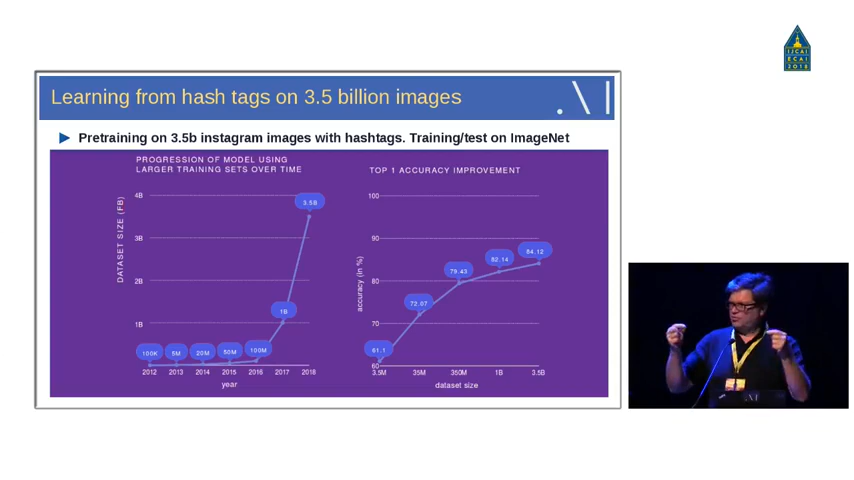 IJCAI
ECAI
2018
Learning from hash tags on 3.5 billion images
Pretraining on 3.5b instagram images with hashtags. Training/test on ImageNet
PROGRESSION OF MODEL USING
LARGER TRAINING SETS OVER TIME
DATASET SIZE (FB)
4B
3B
2B
1B
100K
5M
20M
50M
100M
1B
3.5B
2012 2013 2014 2015 2016 2017 2018
year
TOP 1 ACCURACY IMPROVEMENT
accuracy (in %)
100
90
80
70
60
61.1
72.07
79.43
82.14
84.12
3.5M 35M 350M 1B 3.5B
dataset size